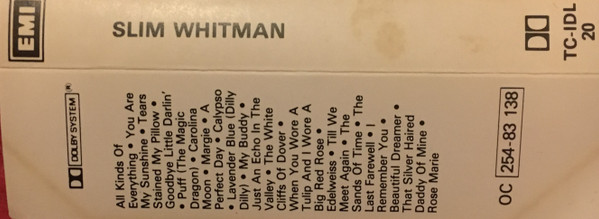 EMI
SLIM WHITMAN
TC-IDL
20
DOLBY SYSTEM®
All Kinds Of
Everything • You Are
My Sunshine • Tears
Stained My Pillow •
Goodbye Little Darlin'
• Puff (The Magic
Dragon) • Carolina
Moon • Margie • A
Perfect Day • Calypso
• Lavender Blue (Dilly
Dilly) • My Buddy •
Just An Echo In The
Valley • The White
Cliffs Of Dover •
When You Wore A
Tulip And I Wore A
Big Red Rose •
Edelweiss • Till We
Meet Again • The
Sands Of Time • The
Last Farewell • I
Remember You •
Beautiful Dreamer •
That Silver Haired
Daddy Of Mine •
Rose Marie
OC 254-83 138